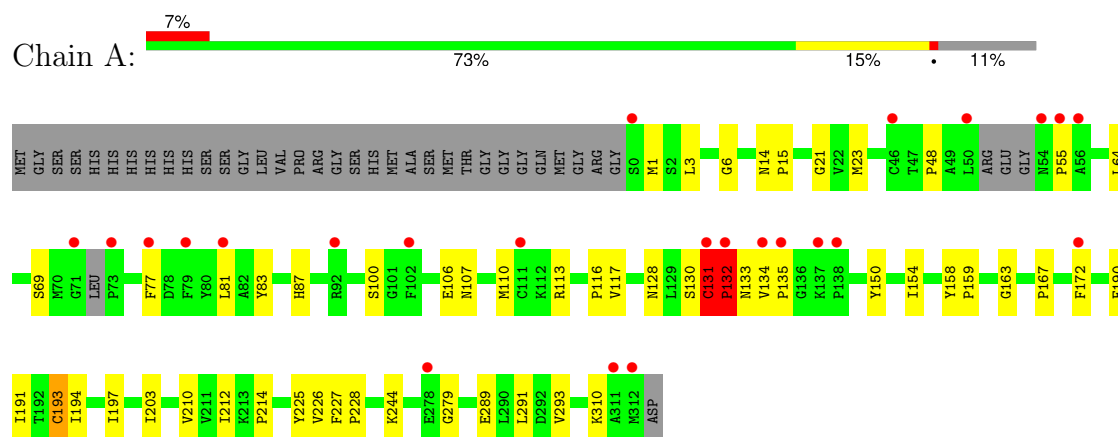 Chain A:
7%
73%
15%
•
11%
MET GLY SER SER HIS HIS HIS HIS HIS HIS SER SER GLY LEU VAL PRO ARG GLY SER HIS MET ALA SER MET THR GLY GLY GLY GLN MET GLY ARG GLY S0 M1 S2 L3 G6 N14 P15 G21 V22 M23 C46 T47 P48 A49 L50 ARG GLU GLY N54 P55 A56 L64
S69 M70 G71 LEU P73 F77 D78 F79 Y80 L81 A82 Y83 H87 R92 S100 G101 F102 E106 N107 M110 C111 K112 R113 P116 V117 N128 L129 S130 C131 P132 N133 V134 P135 G136 K137 P138 Y150 I154 Y158 P159 G163 P167 F172
I191 T192 C193 I194 I197 I203 V210 V211 I212 K213 P214 Y225 V226 F227 P228 K244 E278 G279 E289 L290 L291 D292 V293 K310 A311 M312 ASP